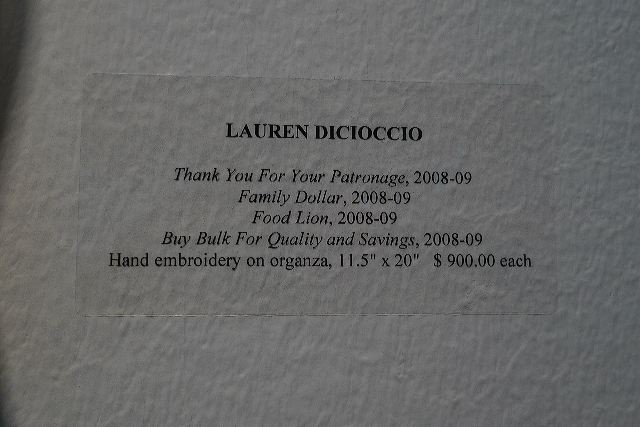 LAUREN DICIOCCIO
Thank You For Your Patronage, 2008-09
Family Dollar, 2008-09
Food Lion, 2008-09
Buy Bulk For Quality and Savings, 2008-09
Hand embroidery on organza, 11.5" x 20" $ 900.00 each